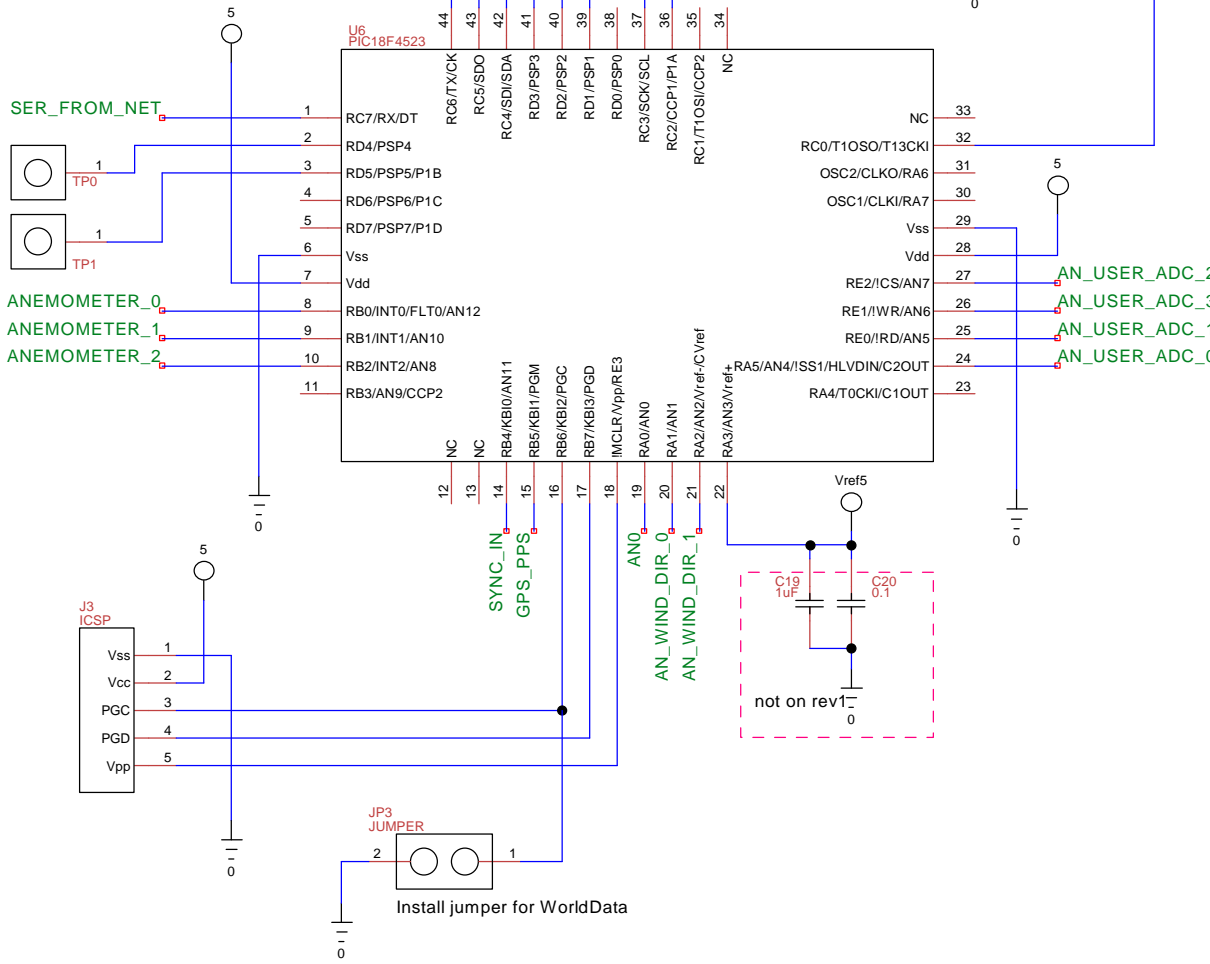 0
5
44
43
42
41
40
39
38
37
36
35
34
U6
PIC18F4523
RC6/TX/CK
RC5/SDO
RC4/SDI/SDA
RD3/PSP3
RD2/PSP2
RD1/PSP1
RD0/PSP0
RC3/SCK/SCL
RC2/CCP1/P1A
RC1/T1OSI/CCP2
NC
SER_FROM_NET
1
RC7/RX/DT
NC
33
2
RD4/PSP4
RC0/T1OSO/T13CKI
32
1
TP0
3
RD5/PSP5/P1B
OSC2/CLKO/RA6
31
5
4
RD6/PSP6/P1C
OSC1/CLKI/RA7
30
1
TP1
5
RD7/PSP7/P1D
Vss
29
6
Vss
Vdd
28
7
Vdd
RE2/!CS/AN7
27
AN_USER_ADC_2
ANEMOMETER_0
8
RB0/INT0/FLT0/AN12
RE1/!WR/AN6
26
AN_USER_ADC_3
ANEMOMETER_1
9
RB1/INT1/AN10
RE0/!RD/AN5
25
AN_USER_ADC_1
ANEMOMETER_2
10
RB2/INT2/AN8
RA5/AN4/!SS1/HLVDIN/C2OUT
24
AN_USER_ADC_0
11
RB3/AN9/CCP2
RA4/T0CKI/C1OUT
23
NC
NC
RB4/KBI0/AN11
RB5/KBI1/PGM
RB6/KBI2/PGC
RB7/KBI3/PGD
!MCLR/Vpp/RE3
RA0/AN0
RA1/AN1
RA2/AN2/Vref-/CVref
RA3/AN3/Vref+
12
13
14
15
16
17
18
19
20
21
22
Vref5
0
0
SYNC_IN
GPS_PPS
AN0
AN_WIND_DIR_0
AN_WIND_DIR_1
5
C19
1uF
C20
0.1
not on rev1
0
J3
ICSP
Vss
1
Vcc
2
PGC
3
PGD
4
Vpp
5
0
JP3
JUMPER
2
1
Install jumper for WorldData
0